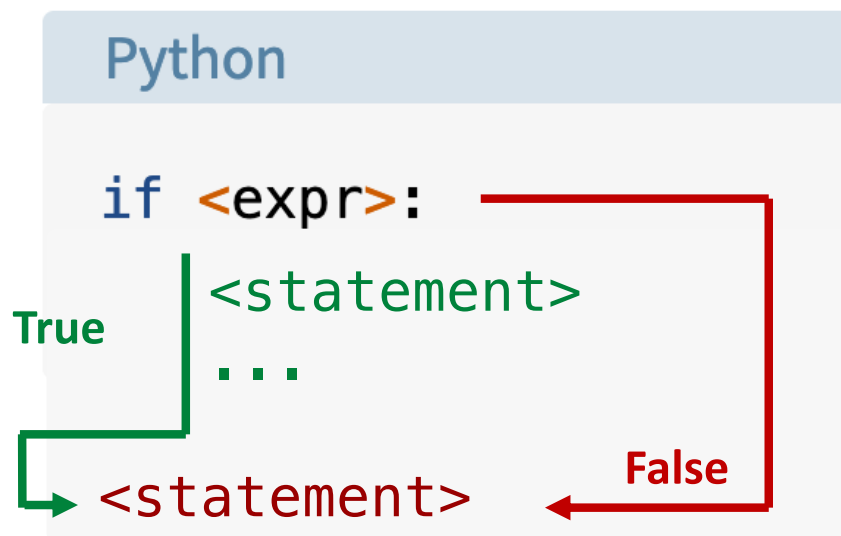 Python
if <expr>:
<statement>
True
...
False
<statement>